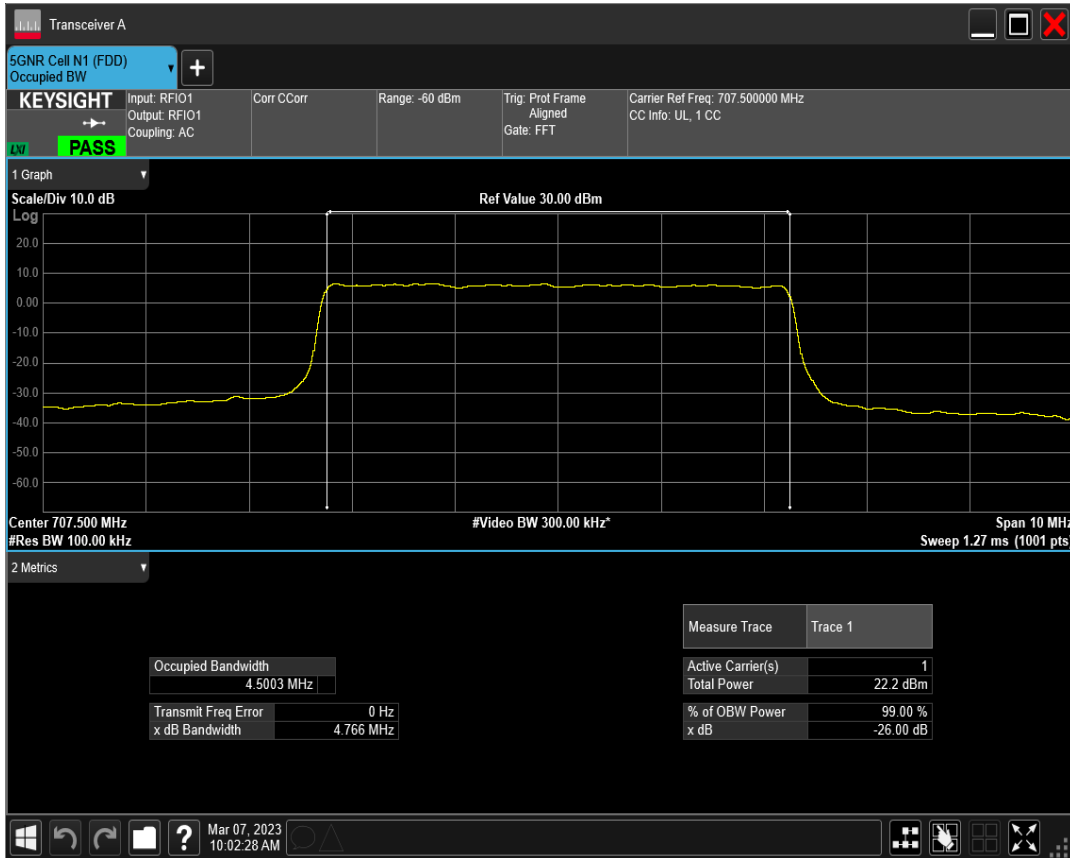 Transceiver A
5GNR Cell N1 (FDD)
Occupied BW
+
KEYSIGHT
LXI
PASS
Input: RFIO1
Output: RFIO1
Coupling: AC
Corr CCorr
Range: -60 dBm
Trig: Prot Frame
Aligned
Gate: FFT
Carrier Ref Freq: 707.500000 MHz
CC Info: UL, 1 CC
1 Graph
Scale/Div 10.0 dB
Ref Value 30.00 dBm
Log
20.0
10.0
0.00
-10.0
-20.0
-30.0
-40.0
-50.0
-60.0
Center 707.500 MHz
#Video BW 300.00 kHz*
Span 10 MHz
#Res BW 100.00 kHz
Sweep 1.27 ms (1001 pts)
2 Metrics
Measure Trace Trace 1
Occupied Bandwidth
4.5003 MHz
Transmit Freq Error 0 Hz
x dB Bandwidth 4.766 MHz
Active Carrier(s) 1
Total Power 22.2 dBm
% of OBW Power 99.00 %
x dB -26.00 dB
?
Mar 07, 2023
10:02:28 AM